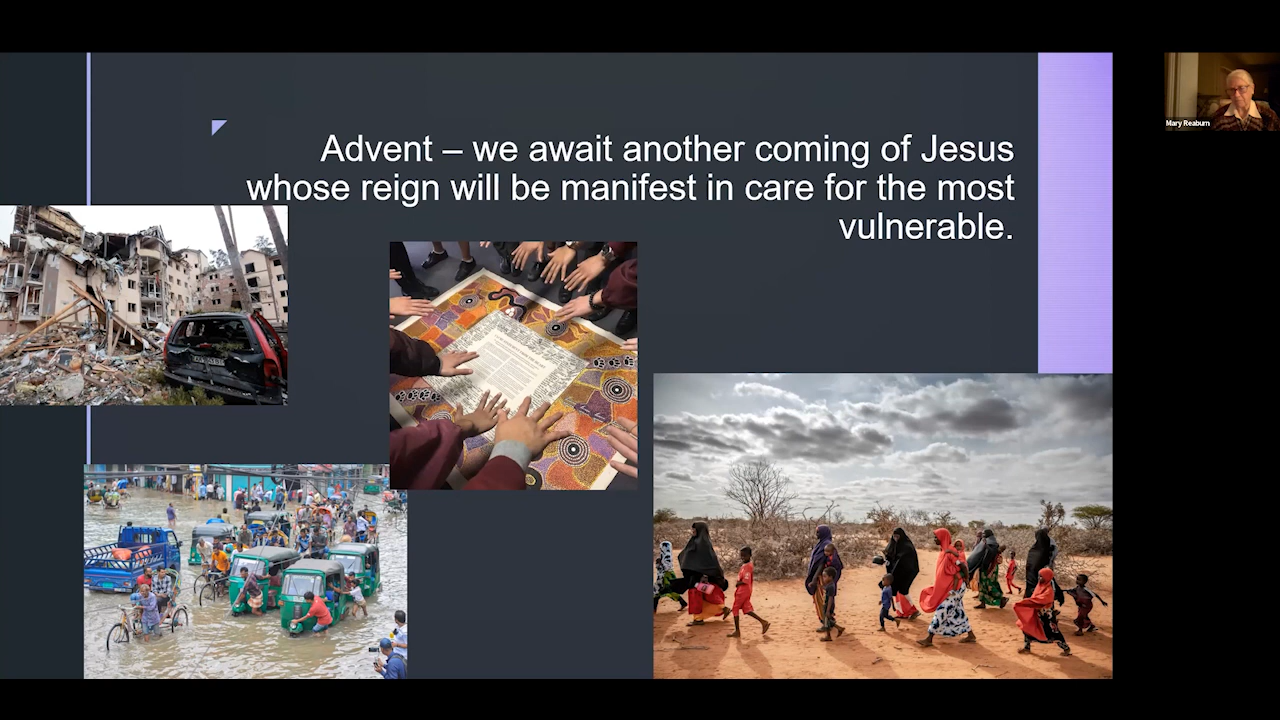 Advent – we await another coming of Jesus
whose reign will be manifest in care for the most
vulnerable.
Mary Reaburn